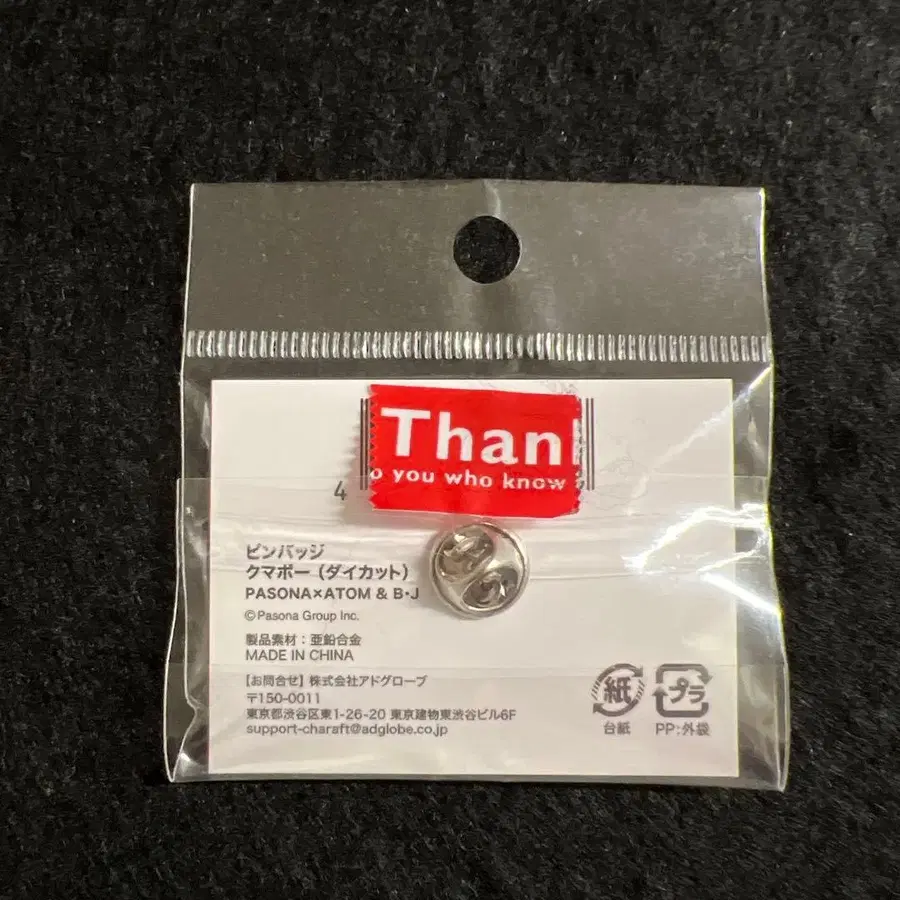 Than
o you who know
4
ピンバッジ
クマポー(ダイカット)
PASONA×ATOM & B・J
©Pasona Group Inc.
製品素材:亜鉛合金
MADE IN CHINA
【お問合せ】株式会社アドグローブ
〒150-0011
東京都渋谷区東1-26-20 東京建物東渋谷ビル6F
support-charaft@adglobe.co.jp
紙
台紙
プラ
PP:外袋